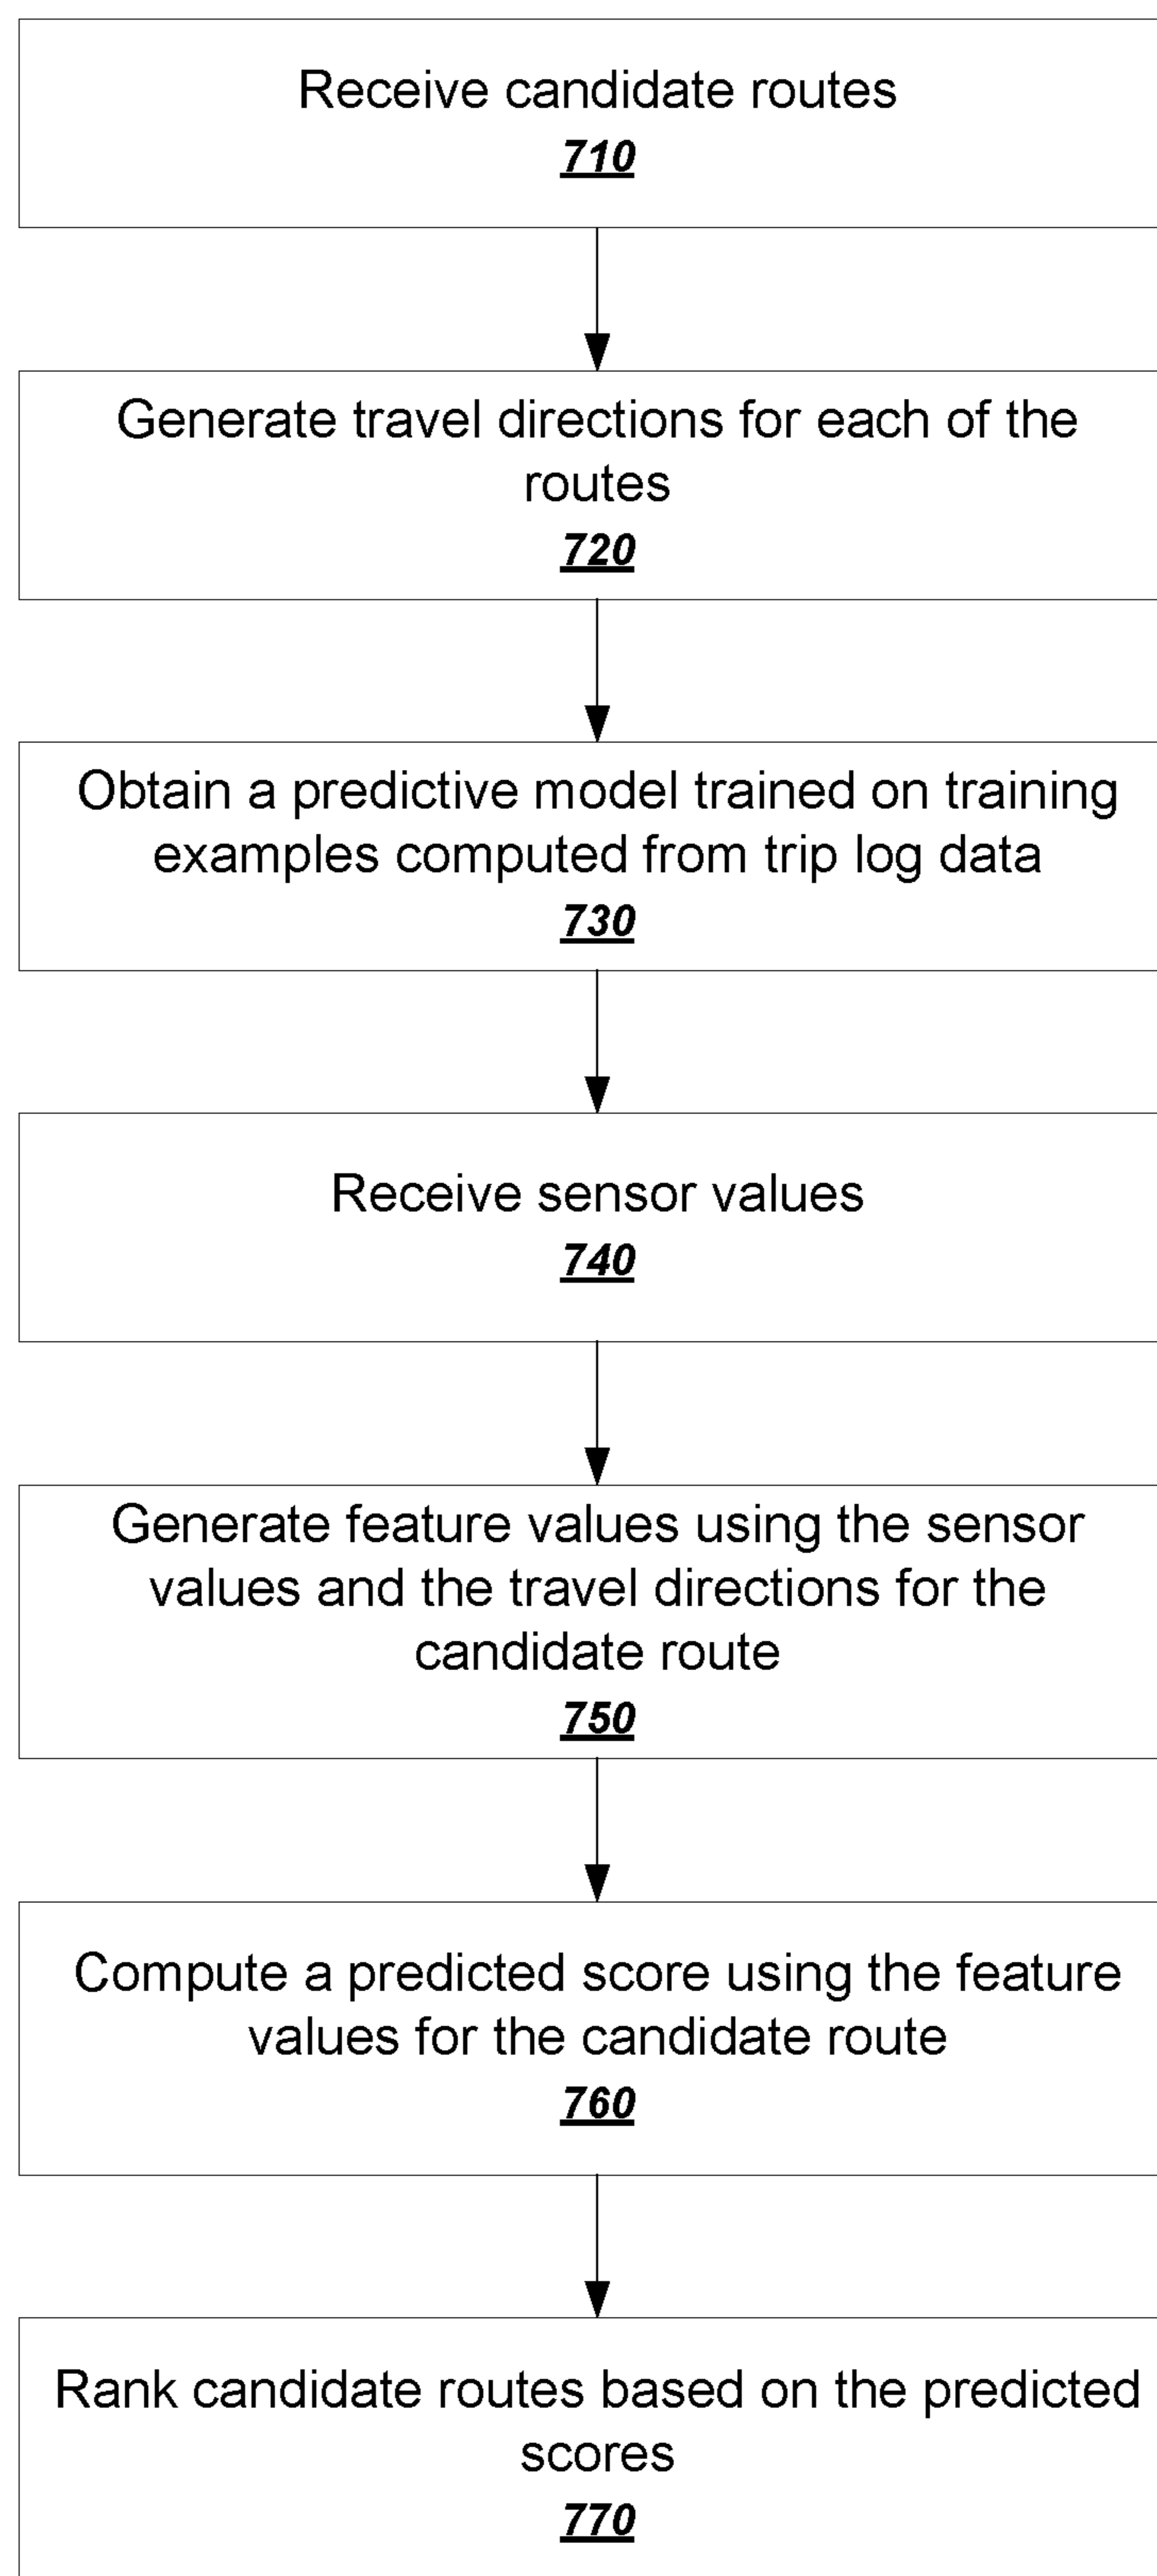 Receive candidate routes
710
Generate travel directions for each of the
routes
720
Obtain a predictive model trained on training
examples computed from trip log data
730
Receive sensor values
740
Generate feature values using the sensor
values and the travel directions for the
candidate route
750
Compute a predicted score using the feature
values for the candidate route
760
Rank candidate routes based on the predicted
scores
770